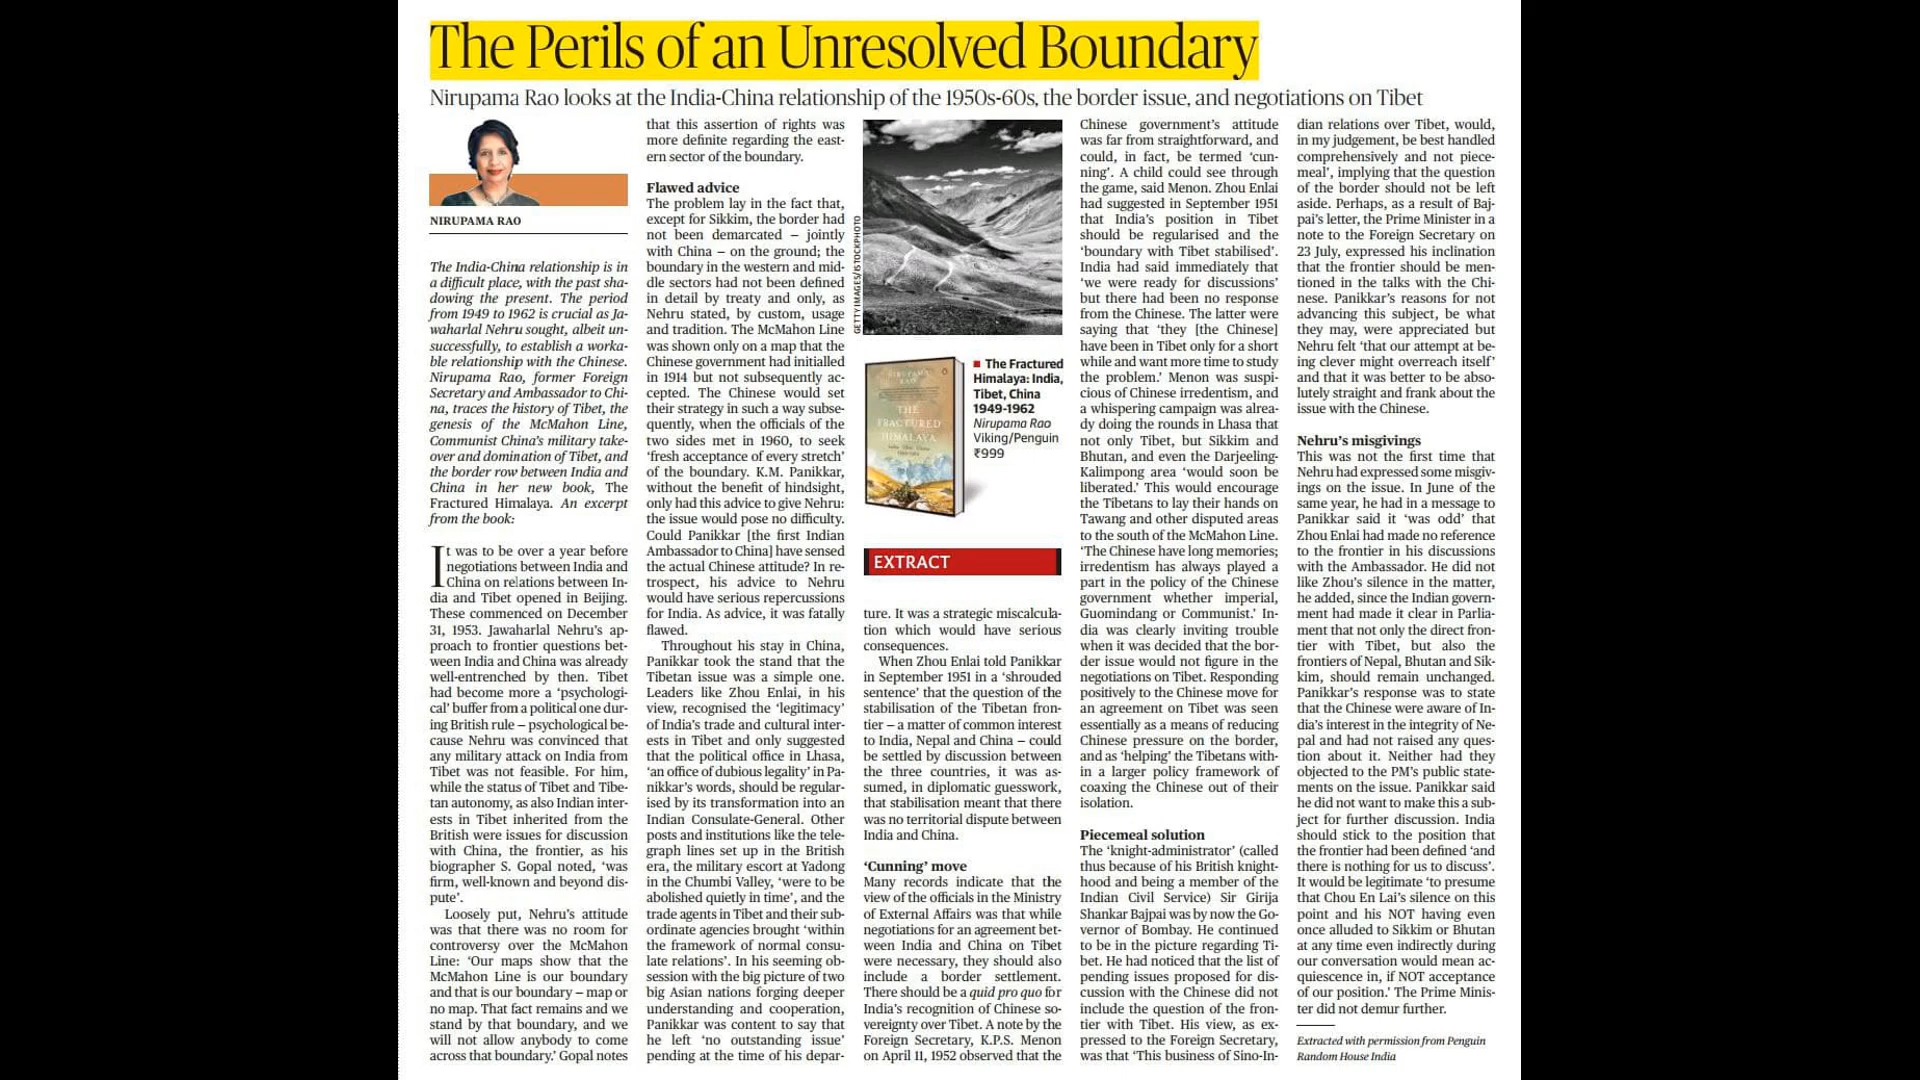 The Perils of an Unresolved Boundary
Nirupama Rao looks at the India-China relationship of the 1950s-60s, the border issue, and negotiations on Tibet
NIRUPAMA RAO
The India-China relationship is in
a difficult place, with the past sha-
dowing the present. The period
from 1949 to 1962 is crucial as Ja-
waharlal Nehru sought, albeit un-
successfully, to establish a worka-
ble relationship with the Chinese.
Nirupama Rao, former Foreign
Secretary and Ambassador to Chi-
na, traces the history of Tibet, the
genesis of the McMahon Line,
Communist China's military take-
over and domination of Tibet, and
the border row between India and
China in her new book, The
Fractured Himalaya. An excerpt
from the book:
It was to be over a year before
negotiations between India and
China on relations between In-
dia and Tibet opened in Beijing.
These commenced on December
31, 1953. Jawaharlal Nehru's ap-
proach to frontier questions bet-
ween India and China was already
well-entrenched by then. Tibet
had become more a 'psychologi-
cal' buffer from a political one dur-
ing British rule – psychological be-
cause Nehru was convinced that
any military attack on India from
Tibet was not feasible. For him,
while the status of Tibet and Tibe-
tan autonomy, as also Indian inter-
ests in Tibet inherited from the
British were issues for discussion
with China, the frontier, as his
biographer S. Gopal noted, 'was
firm, well-known and beyond dis-
pute'.
Loosely put, Nehru's attitude
was that there was no room for
controversy over the McMahon
Line: 'Our maps show that the
McMahon Line is our boundary
and that is our boundary – map or
no map. That fact remains and we
stand by that boundary, and we
will not allow anybody to come
across that boundary.' Gopal notes
that this assertion of rights was
more definite regarding the east-
ern sector of the boundary.
Flawed advice
The problem lay in the fact that,
except for Sikkim, the border had
not been demarcated – jointly
with China – on the ground; the
boundary in the western and mid-
dle sectors had not been defined
in detail by treaty and only, as
Nehru stated, by custom, usage
and tradition. The McMahon Line
was shown only on a map that the
Chinese government had initialled
in 1914 but not subsequently ac-
cepted. The Chinese would set
their strategy in such a way subse-
quently, when the officials of the
two sides met in 1960, to seek
'fresh acceptance of every stretch'
of the boundary. K.M. Panikkar,
without the benefit of hindsight,
only had this advice to give Nehru:
the issue would pose no difficulty.
Could Panikkar [the first Indian
Ambassador to China] have sensed
the actual Chinese attitude? In re-
trospect, his advice to Nehru
would have serious repercussions
for India. As advice, it was fatally
flawed.
Throughout his stay in China,
Panikkar took the stand that the
Tibetan issue was a simple one.
Leaders like Zhou Enlai, in his
view, recognised the 'legitimacy'
of India's trade and cultural inter-
ests in Tibet and only suggested
that the political office in Lhasa,
'an office of dubious legality' in Pa-
nikkar's words, should be regular-
ised by its transformation into an
Indian Consulate-General. Other
posts and institutions like the tele-
graph lines set up in the British
era, the military escort at Yadong
in the Chumbi Valley, 'were to be
abolished quietly in time', and the
trade agents in Tibet and their sub-
ordinate agencies brought 'within
the framework of normal consu-
late relations'. In his seeming ob-
session with the big picture of two
big Asian nations forging deeper
understanding and cooperation,
Panikkar was content to say that
he left 'no outstanding issue'
pending at the time of his depar-
GETTY IMAGES/ISTOCKPHOTO
NIRUPAMA RAO
THE
FRACTURED
HIMALAYA
The Fractured
Himalaya: India,
Tibet, China
1949-1962
Nirupama Rao
Viking/Penguin
₹999
EXTRACT
ture. It was a strategic miscalcula-
tion which would have serious
consequences.
When Zhou Enlai told Panikkar
in September 1951 in a 'shrouded
sentence' that the question of the
stabilisation of the Tibetan fron-
tier – a matter of common interest
to India, Nepal and China – could
be settled by discussion between
the three countries, it was as-
sumed, in diplomatic guesswork,
that stabilisation meant that there
was no territorial dispute between
India and China.
'Cunning' move
Many records indicate that the
view of the officials in the Ministry
of External Affairs was that while
negotiations for an agreement bet-
ween India and China on Tibet
were necessary, they should also
include a border settlement.
There should be a quid pro quo for
India's recognition of Chinese so-
vereignty over Tibet. A note by the
Foreign Secretary, K.P.S. Menon
on April 11, 1952 observed that the
Chinese government's attitude
was far from straightforward, and
could, in fact, be termed 'cun-
ning'. A child could see through
the game, said Menon. Zhou Enlai
had suggested in September 1951
that India's position in Tibet
should be regularised and the
'boundary with Tibet stabilised'.
India had said immediately that
'we were ready for discussions'
but there had been no response
from the Chinese. The latter were
saying that 'they [the Chinese]
have been in Tibet only for a short
while and want more time to study
the problem.' Menon was suspi-
cious of Chinese irredentism, and
a whispering campaign was alrea-
dy doing the rounds in Lhasa that
not only Tibet, but Sikkim and
Bhutan, and even the Darjeeling-
Kalimpong area 'would soon be
liberated.' This would encourage
the Tibetans to lay their hands on
Tawang and other disputed areas
to the south of the McMahon Line.
'The Chinese have long memories;
irredentism has always played a
part in the policy of the Chinese
government whether imperial,
Guomindang or Communist.' In-
dia was clearly inviting trouble
when it was decided that the bor-
der issue would not figure in the
negotiations on Tibet. Responding
positively to the Chinese move for
an agreement on Tibet was seen
essentially as a means of reducing
Chinese pressure on the border,
and as 'helping' the Tibetans with-
in a larger policy framework of
coaxing the Chinese out of their
isolation.
Piecemeal solution
The 'knight-administrator' (called
thus because of his British knight-
hood and being a member of the
Indian Civil Service) Sir Girija
Shankar Bajpai was by now the Go-
vernor of Bombay. He continued
to be in the picture regarding Ti-
bet. He had noticed that the list of
pending issues proposed for dis-
cussion with the Chinese did not
include the question of the fron-
tier with Tibet. His view, as ex-
pressed to the Foreign Secretary,
was that 'This business of Sino-In-
dian relations over Tibet, would,
in my judgement, be best handled
comprehensively and not piece-
meal', implying that the question
of the border should not be left
aside. Perhaps, as a result of Baj-
pai's letter, the Prime Minister in a
note to the Foreign Secretary on
23 July, expressed his inclination
that the frontier should be men-
tioned in the talks with the Chi-
nese. Panikkar's reasons for not
advancing this subject, be what
they may, were appreciated but
Nehru felt 'that our attempt at be-
ing clever might overreach itself'
and that it was better to be abso-
lutely straight and frank about the
issue with the Chinese.
Nehru's misgivings
This was not the first time that
Nehru had expressed some misgiv-
ings on the issue. In June of the
same year, he had in a message to
Panikkar said it 'was odd' that
Zhou Enlai had made no reference
to the frontier in his discussions
with the Ambassador. He did not
like Zhou's silence in the matter,
he added, since the Indian govern-
ment had made it clear in Parlia-
ment that not only the direct fron-
tier with Tibet, but also the
frontiers of Nepal, Bhutan and Sik-
kim, should remain unchanged.
Panikkar's response was to state
that the Chinese were aware of In-
dia's interest in the integrity of Ne-
pal and had not raised any ques-
tion about it. Neither had they
objected to the PM's public state-
ments on the issue. Panikkar said
he did not want to make this a sub-
ject for further discussion. India
should stick to the position that
the frontier had been defined 'and
there is nothing for us to discuss'.
It would be legitimate 'to presume
that Chou En Lai's silence on this
point and his NOT having even
once alluded to Sikkim or Bhutan
at any time even indirectly during
our conversation would mean ac-
quiescence in, if NOT acceptance
of our position.' The Prime Minis-
ter did not demur further.
Extracted with permission from Penguin
Random House India